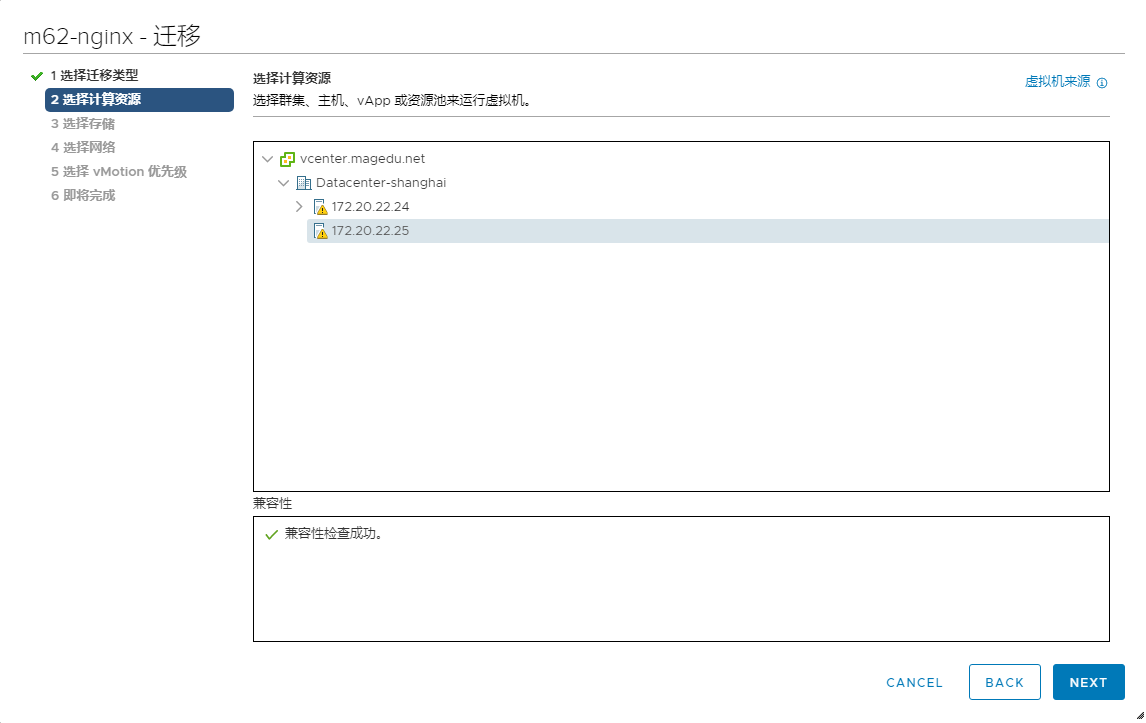 m62-nginx - 迁移
1 选择迁移类型
2 选择计算资源
3 选择存储
4 选择网络
5 选择 vMotion 优先级
6 即将完成
选择计算资源
选择群集、主机、vApp 或资源池来运行虚拟机。
虚拟机来源
vcenter.magedu.net
Datacenter-shanghai
172.20.22.24
172.20.22.25
兼容性
兼容性检查成功。
CANCEL
BACK
NEXT